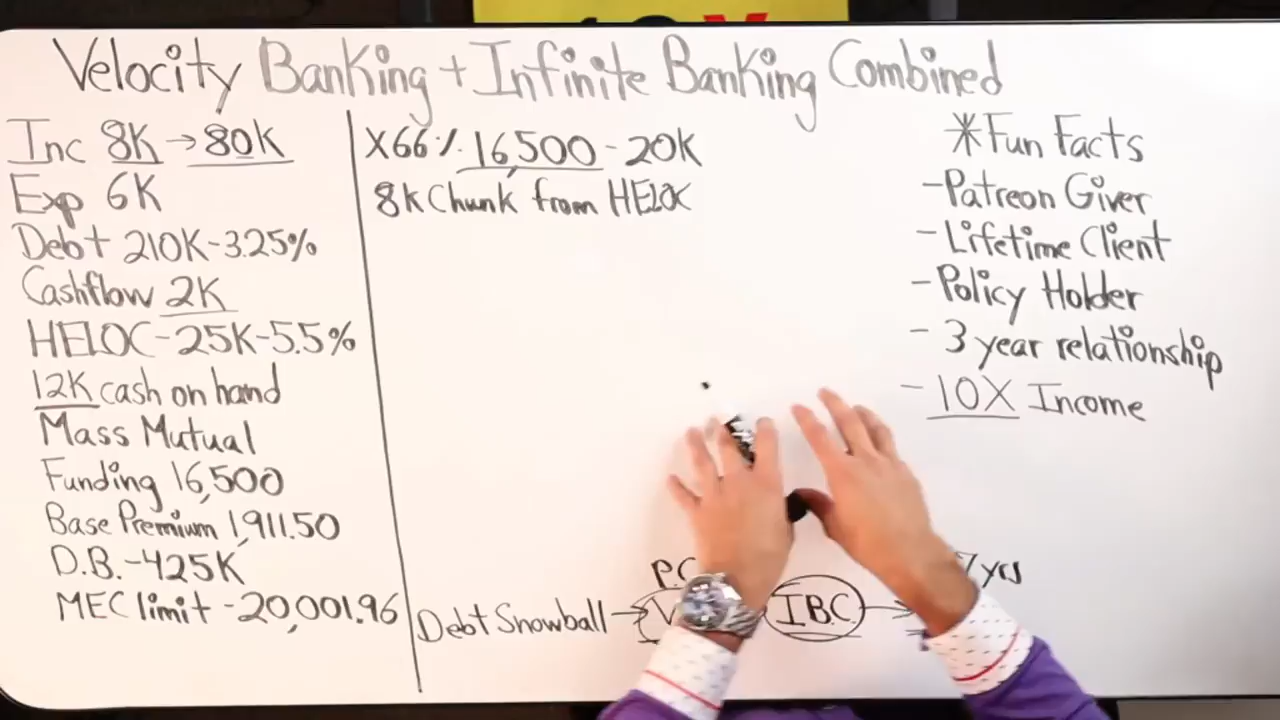 Velocity Banking + Infinite Banking Combined
Inc 8K → 80K
Exp 6K
Debt 210K-3.25%
Cashflow 2K
HELOC-25K-5.5%
12K cash on hand
Mass Mutual
Funding 16,500
Base Premium 1,911.50
D.B.-425K
MEC limit -20,001.96
X66% 16,500 - 20K
8K Chunk from HELOC
*Fun Facts
-Patreon Giver
-Lifetime Client
-Policy Holder
-3 year relationship
-10X Income
Debt Snowball → I.B.C. →